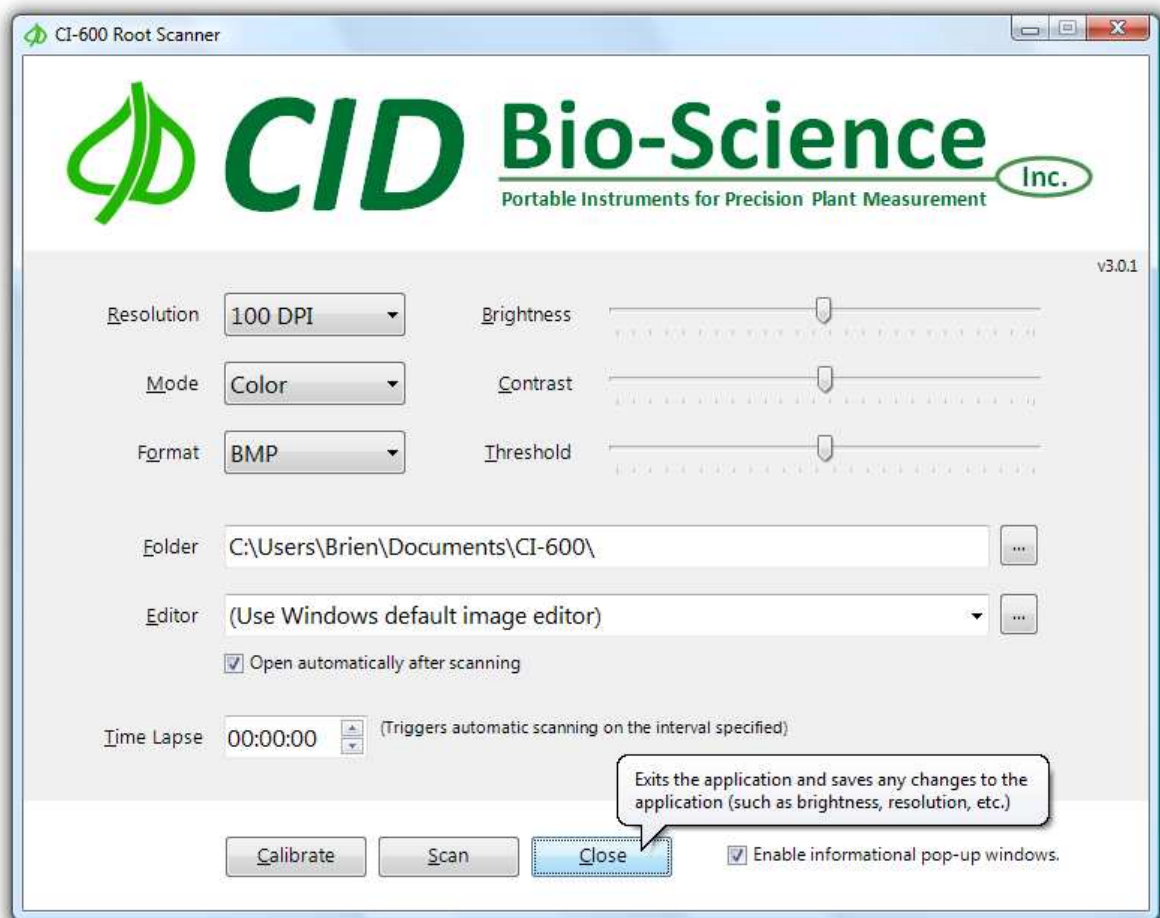 CI-600 Root Scanner
CID Bio-Science Inc.
Portable Instruments for Precision Plant Measurement
v3.0.1
Resolution 100 DPI Brightness
Mode Color Contrast
Format BMP Threshold
Folder C:\Users\Brien\Documents\CI-600\ ...
Editor (Use Windows default image editor) ...
Open automatically after scanning
Time Lapse 00:00:00 (Triggers automatic scanning on the interval specified)
Exits the application and saves any changes to the
application (such as brightness, resolution, etc.)
Calibrate Scan Close Enable informational pop-up windows.